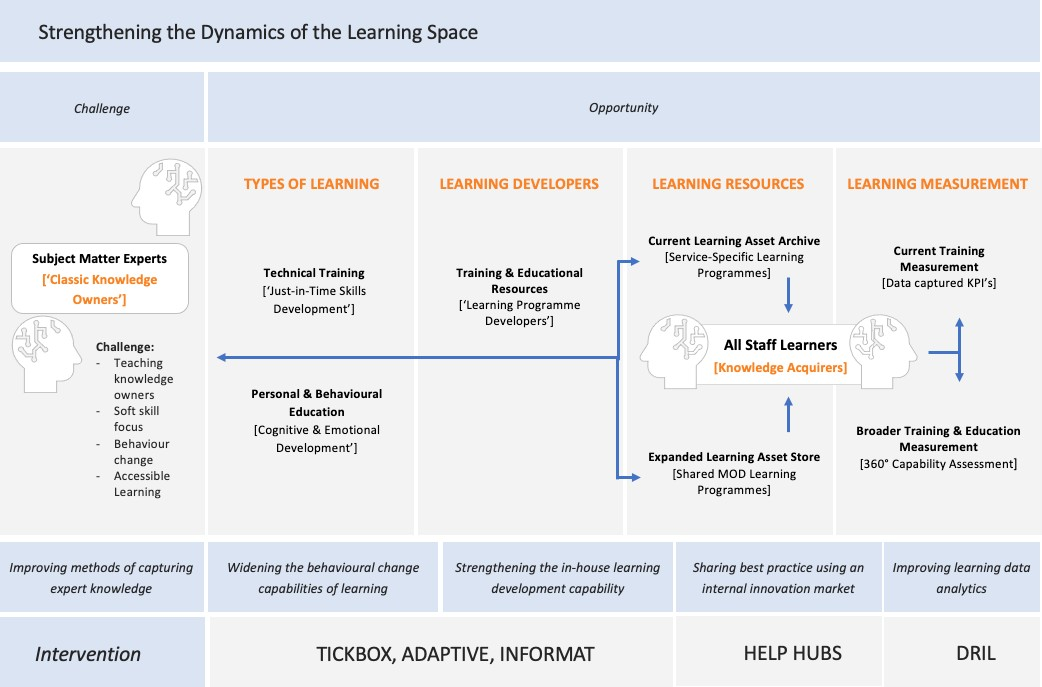 Strengthening the Dynamics of the Learning Space
Challenge
Opportunity
Subject Matter Experts
[‘Classic Knowledge
Owners’]
Challenge:
- Teaching
knowledge
owners
- Soft skill
focus
- Behaviour
change
- Accessible
Learning
TYPES OF LEARNING
Technical Training
[‘Just-in-Time Skills
Development’]
Personal & Behavioural
Education
[Cognitive & Emotional
Development’]
LEARNING DEVELOPERS
Training & Educational
Resources
[‘Learning Programme
Developers’]
LEARNING RESOURCES
Current Learning Asset Archive
[Service-Specific Learning
Programmes]
All Staff Learners
[Knowledge Acquirers]
Expanded Learning Asset Store
[Shared MOD Learning
Programmes]
LEARNING MEASUREMENT
Current Training
Measurement
[Data captured KPI’s]
Broader Training & Education
Measurement
[360° Capability Assessment]
Improving methods of capturing
expert knowledge
Widening the behavioural change
capabilities of learning
Strengthening the in-house learning
development capability
Sharing best practice using an
internal innovation market
Improving learning data
analytics
Intervention
TICKBOX, ADAPTIVE, INFORMAT
HELP HUBS
DRIL